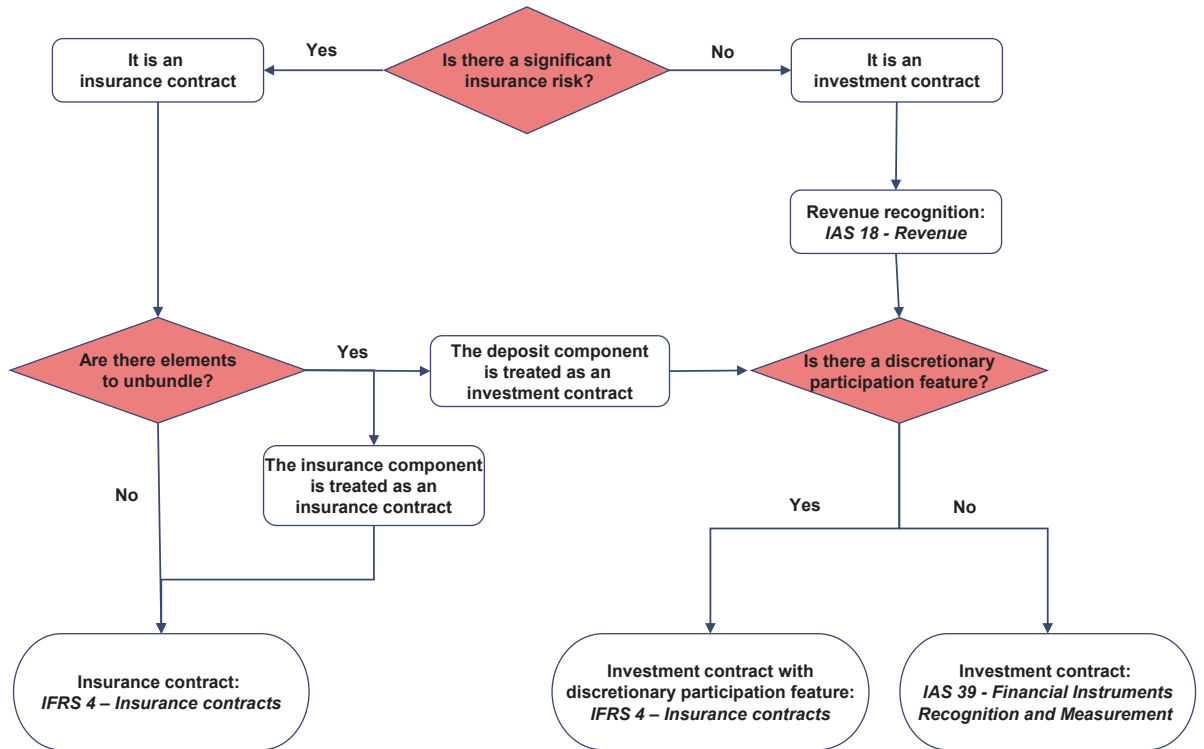 Yes
Is there a significant
insurance risk?
No
It is an
insurance contract
It is an
investment contract
Revenue recognition:
IAS 18 - Revenue
Are there elements
to unbundle?
Yes
The deposit component
is treated as an
investment contract
Is there a discretionary
participation feature?
The insurance component
is treated as an
insurance contract
No
Yes
No
Insurance contract:
IFRS 4 – Insurance contracts
Investment contract with
discretionary participation feature:
IFRS 4 – Insurance contracts
Investment contract:
IAS 39 - Financial Instruments
Recognition and Measurement